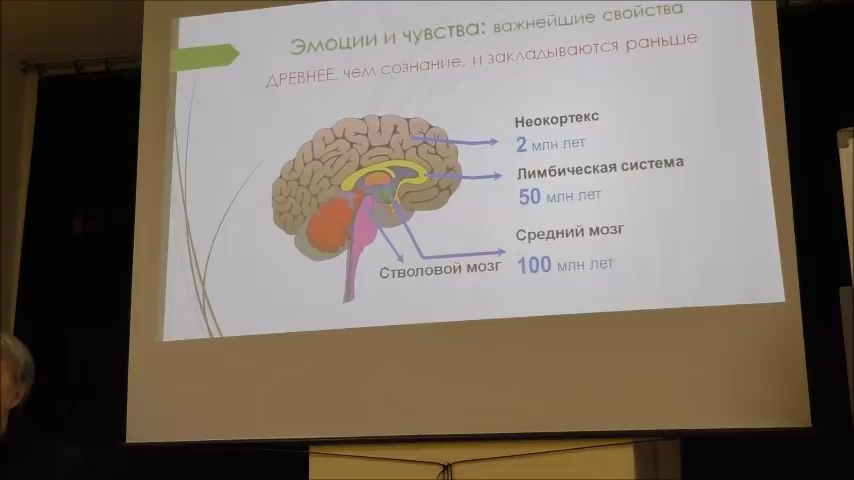 Эмоции и чувства: важнейшие свойства
ДРЕВНЕЕ, чем сознание, и закладываются раньше
Неокортекс
2 млн лет
Лимбическая система
50 млн лет
Средний мозг
Стволовой мозг
100 млн лет